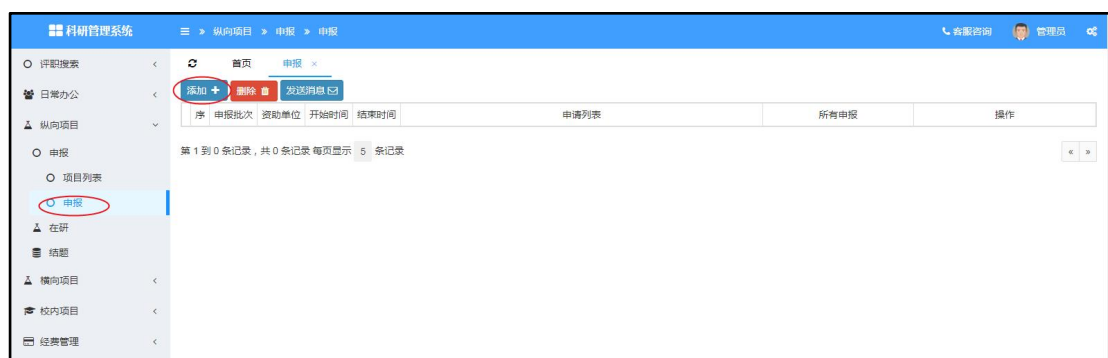 科研管理系统 » 纵向项目 » 申报 » 申报 客服咨询 管理员
评职搜索
日常办公
纵向项目
申报
项目列表
申报
在研
结题
横向项目
校内项目
经费管理
首页 申报 ×
添加 + 删除 发送消息
序 申报批次 资助单位 开始时间 结束时间 申请列表 所有申报 操作
第 1 到 0 条记录，共 0 条记录 每页显示 5 条记录 « »